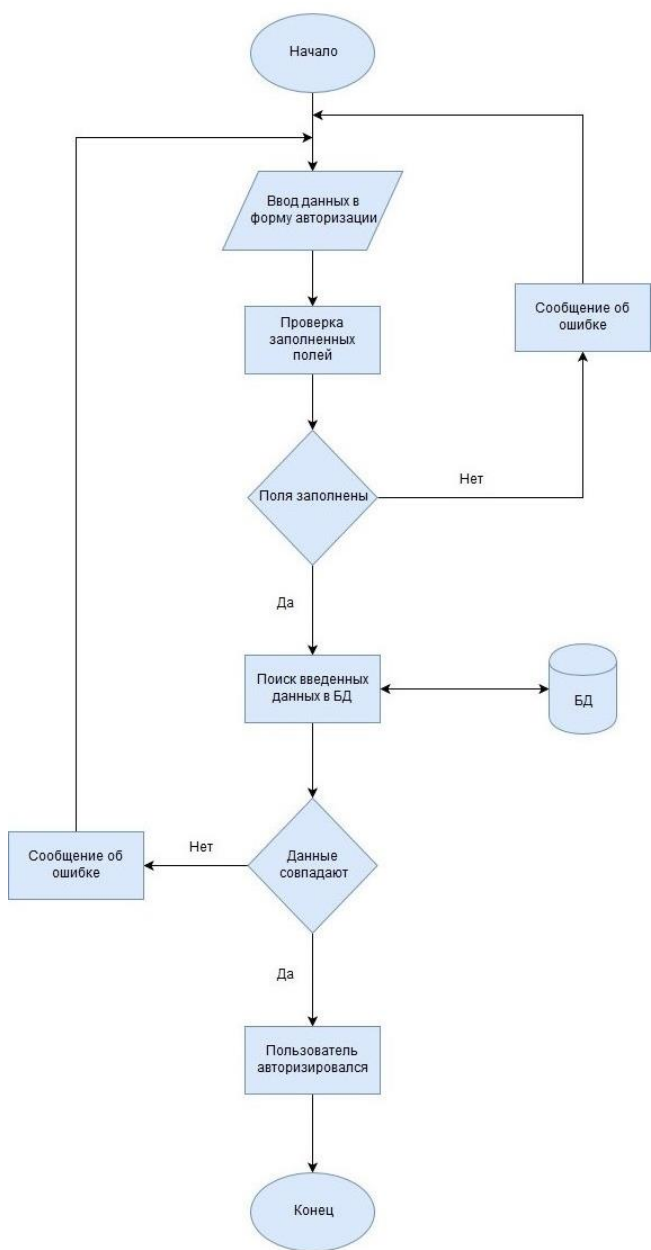 Начало
Ввод данных в
форму авторизации
Проверка
заполненных
полей
Сообщение об
ошибке
Поля заполнены
Нет
Да
Поиск введенных
данных в БД
БД
Сообщение об
ошибке
Нет
Данные
совпадают
Да
Пользователь
авторизировался
Конец